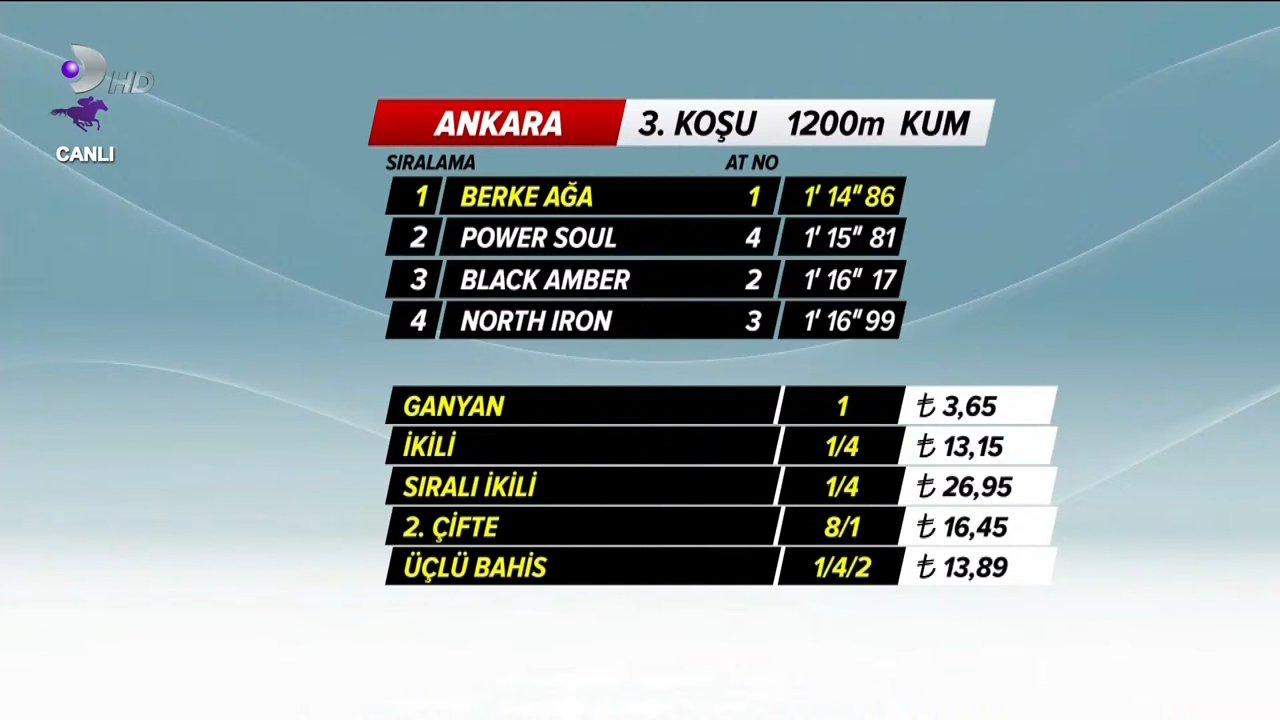 HD
CANLI
ANKARA 3. KOŞU 1200m KUM
SIRALAMA AT NO
1 BERKE AĞA 1 1' 14" 86
2 POWER SOUL 4 1' 15" 81
3 BLACK AMBER 2 1' 16" 17
4 NORTH IRON 3 1' 16" 99
GANYAN 1 ₺ 3,65
İKİLİ 1/4 ₺ 13,15
SIRALI İKİLİ 1/4 ₺ 26,95
2. ÇİFTE 8/1 ₺ 16,45
ÜÇLÜ BAHİS 1/4/2 ₺ 13,89